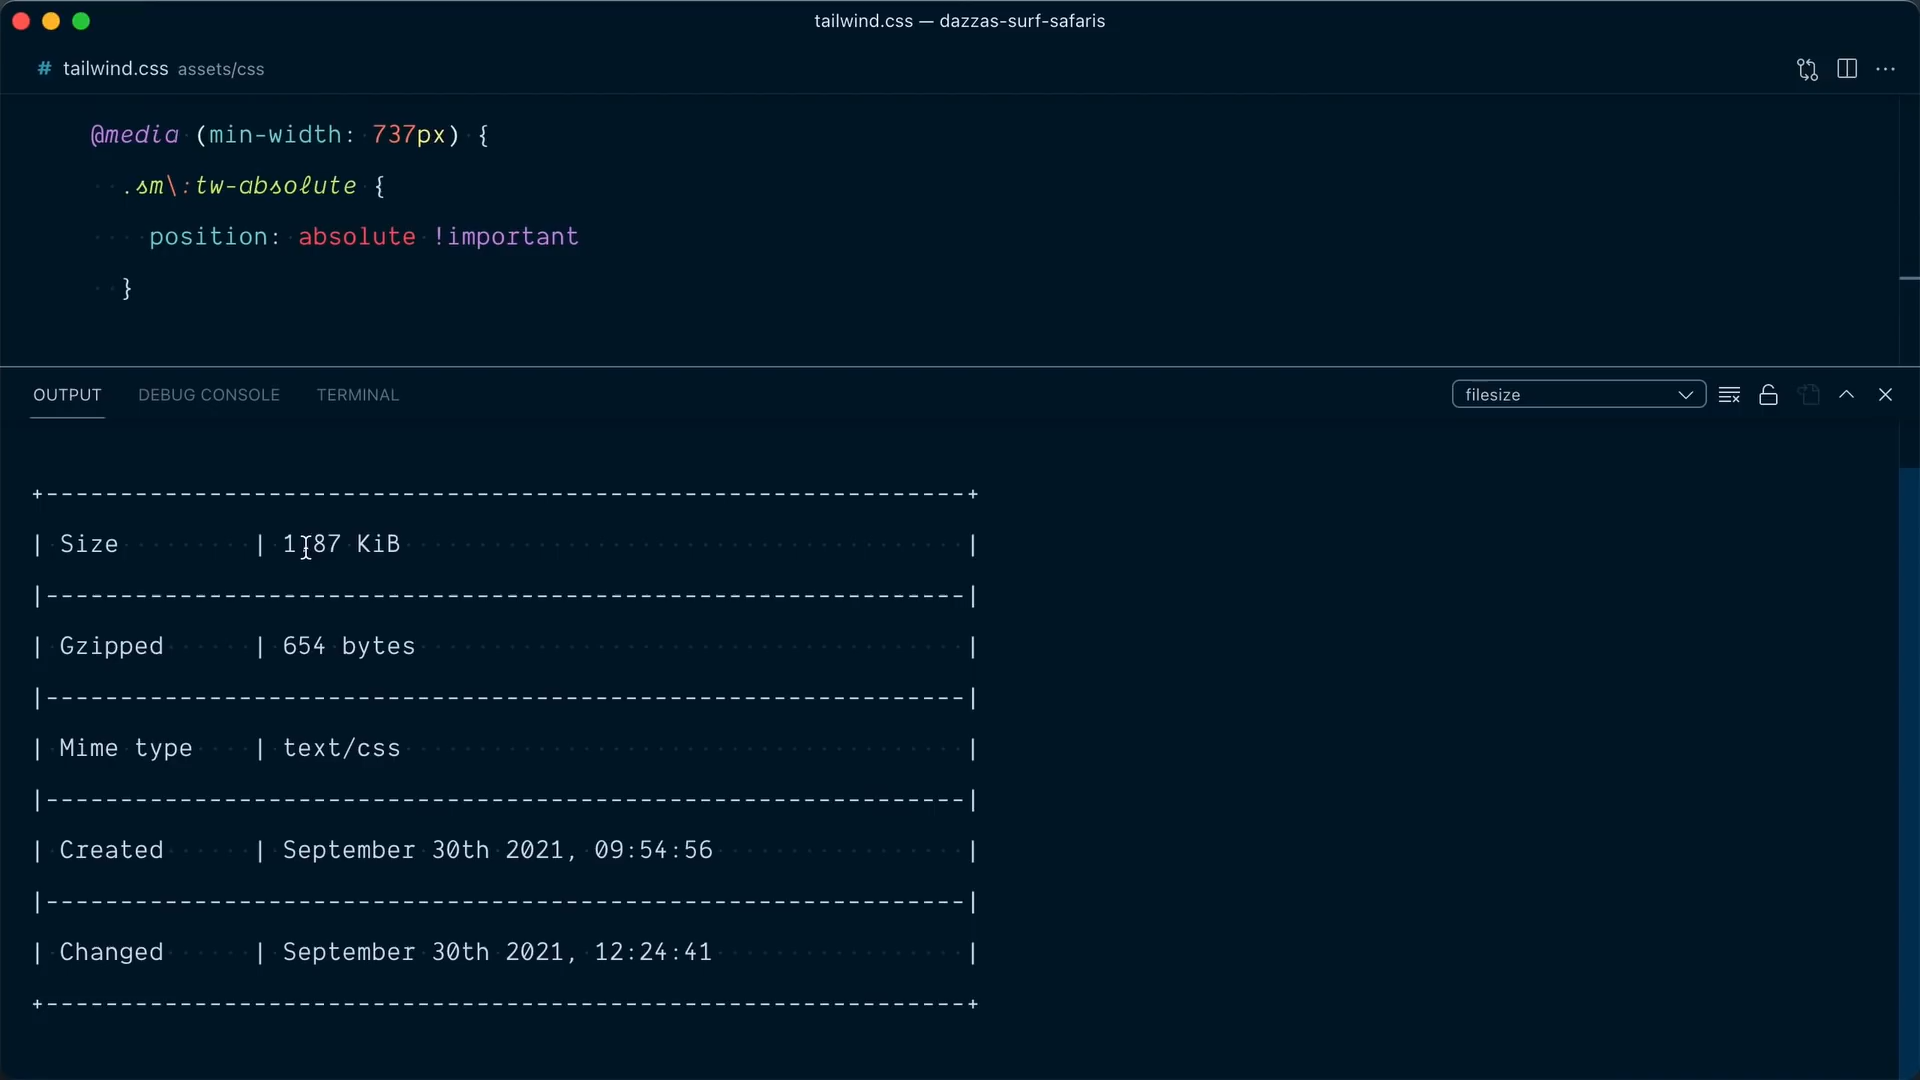 tailwind.css — dazzas-surf-safaris
# tailwind.css assets/css
@media (min-width: 737px) {
.sm\:tw-absolute {
position: absolute !important
}
OUTPUT DEBUG CONSOLE TERMINAL filesize
+--------------------------------------------------------------+
| Size | 1.87 KiB |
|--------------------------------------------------------------|
| Gzipped | 654 bytes |
|--------------------------------------------------------------|
| Mime type | text/css |
|--------------------------------------------------------------|
| Created | September 30th 2021, 09:54:56 |
|--------------------------------------------------------------|
| Changed | September 30th 2021, 12:24:41 |
+--------------------------------------------------------------+